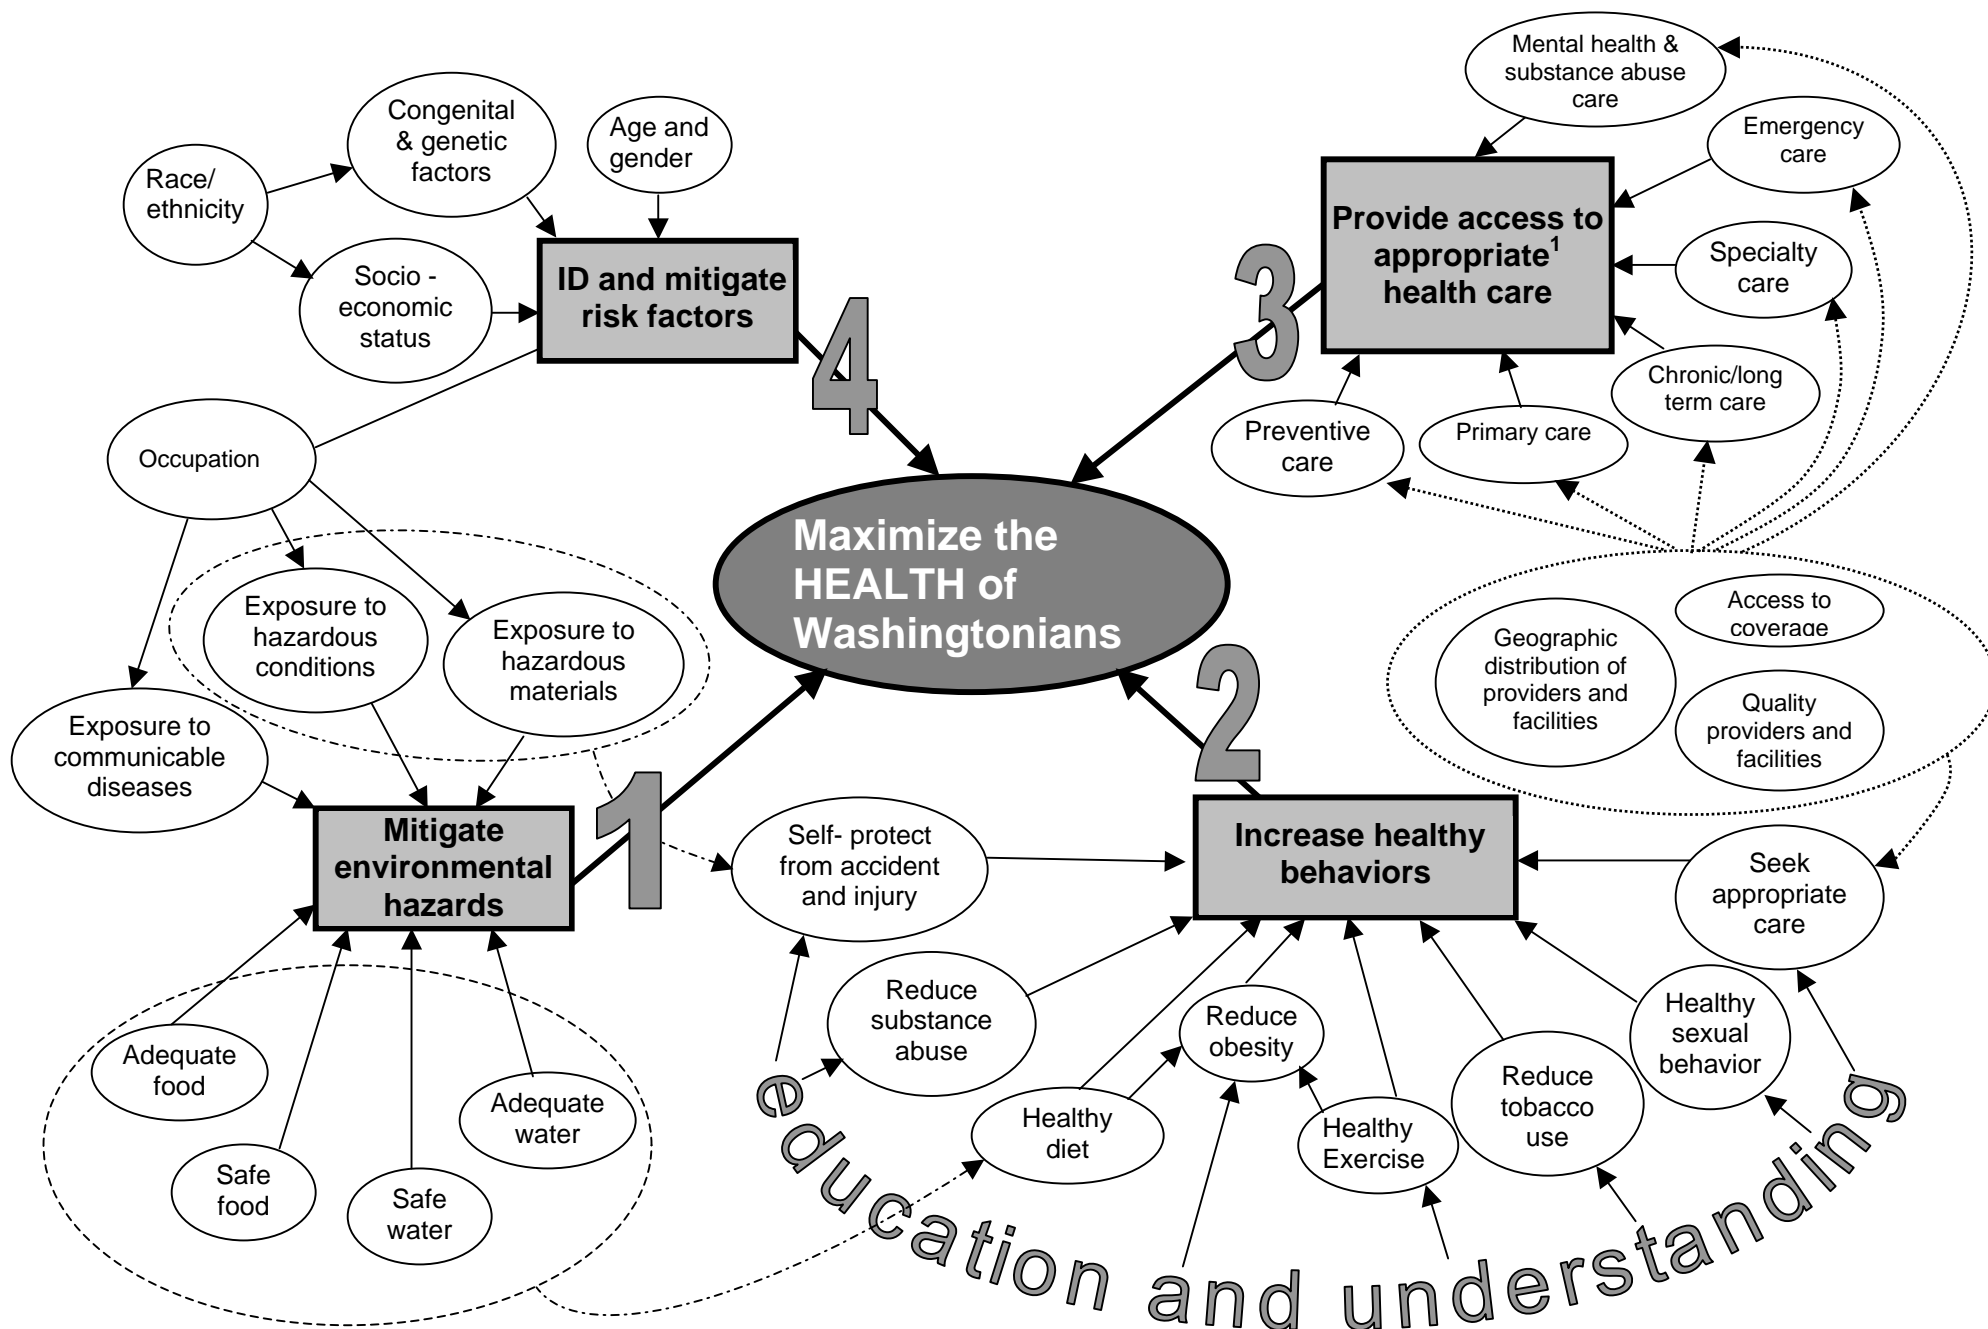 Mental health &
substance abuse
care
Congenital
& genetic
factors
Age and
gender
Emergency
care
Race/
ethnicity
Provide access to
appropriate¹
health care
Specialty
care
Socio -
economic
status
ID and mitigate
risk factors
4
3
Chronic/long
term care
Preventive
care
Primary care
Occupation
Maximize the
HEALTH of
Washingtonians
Exposure to
hazardous
conditions
Exposure to
hazardous
materials
Access to
coverage
Geographic
distribution of
providers and
facilities
Quality
providers and
facilities
Exposure to
communicable
diseases
1
2
Mitigate
environmental
hazards
Self- protect
from accident
and injury
Increase healthy
behaviors
Seek
appropriate
care
Reduce
substance
abuse
Reduce
obesity
Healthy
sexual
behavior
Adequate
food
Adequate
water
Healthy
diet
Healthy
Exercise
Reduce
tobacco
use
Safe
food
Safe
water
education and understanding